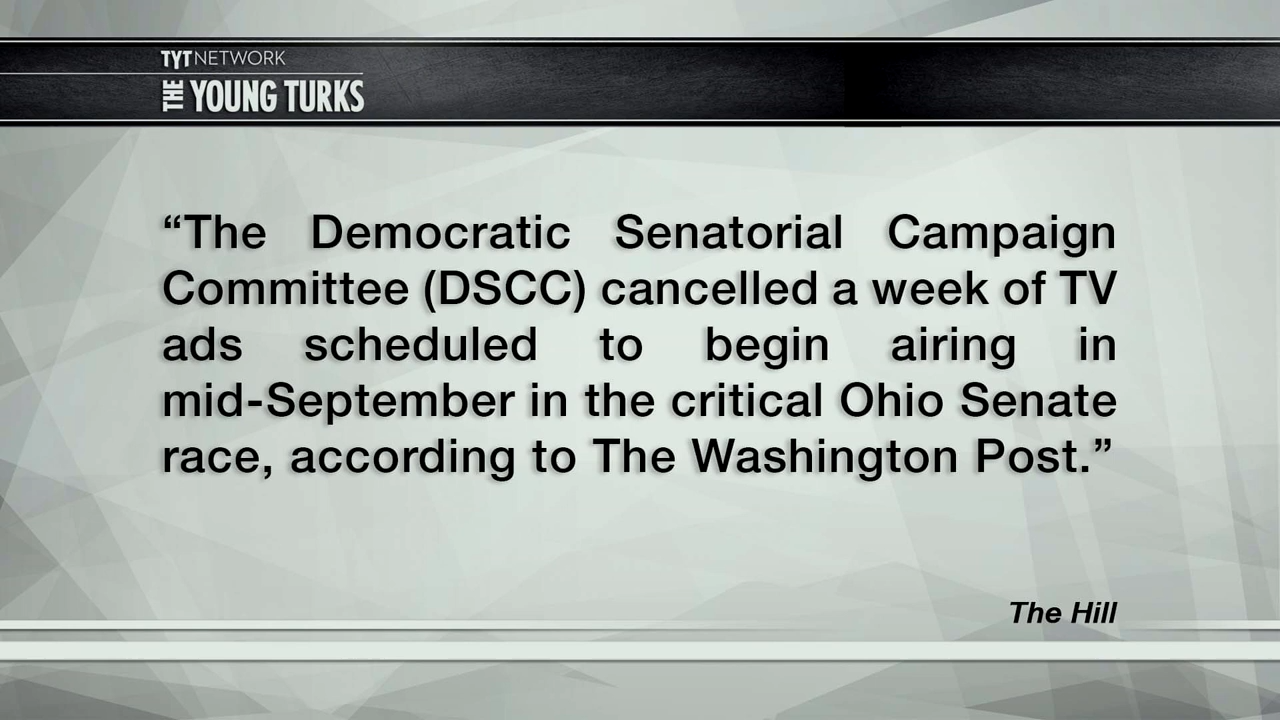 TYT NETWORK
THE YOUNG TURKS
“The Democratic Senatorial Campaign
Committee (DSCC) cancelled a week of TV
ads scheduled to begin airing in
mid-September in the critical Ohio Senate
race, according to The Washington Post.”
The Hill